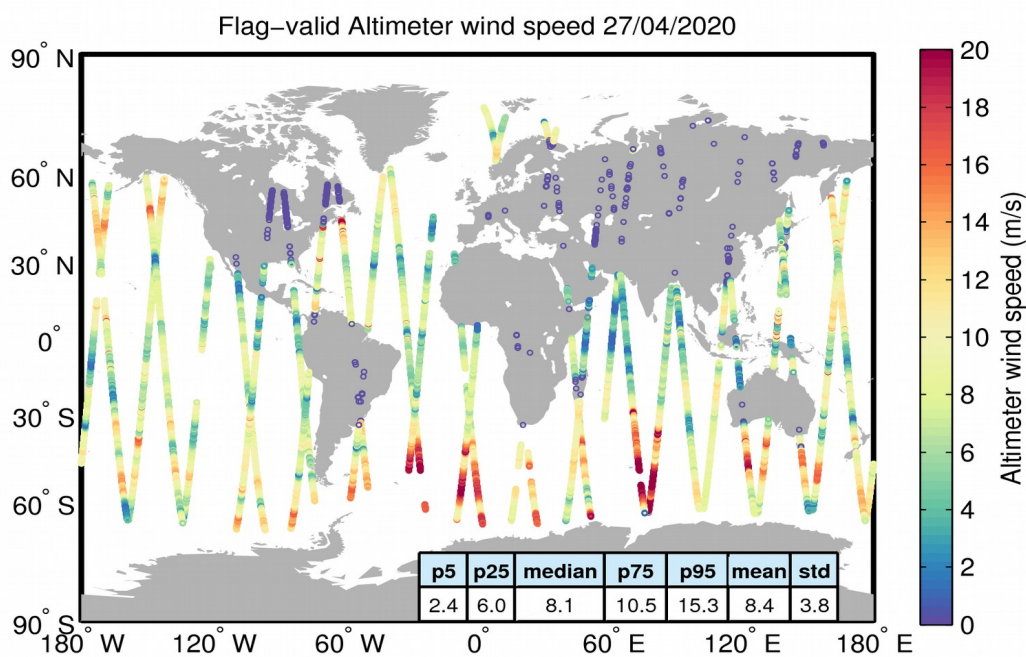 Flag−valid Altimeter wind speed 27/04/2020
90° N
60° N
30° N
0°
30° S
60° S
90° S
180° W
120° W
60° W
0°
60° E
120° E
180° E
p5 p25 median p75 p95 mean std
2.4 6.0 8.1 10.5 15.3 8.4 3.8
20
18
16
14
12
10
8
6
4
2
0
Altimeter wind speed (m/s)